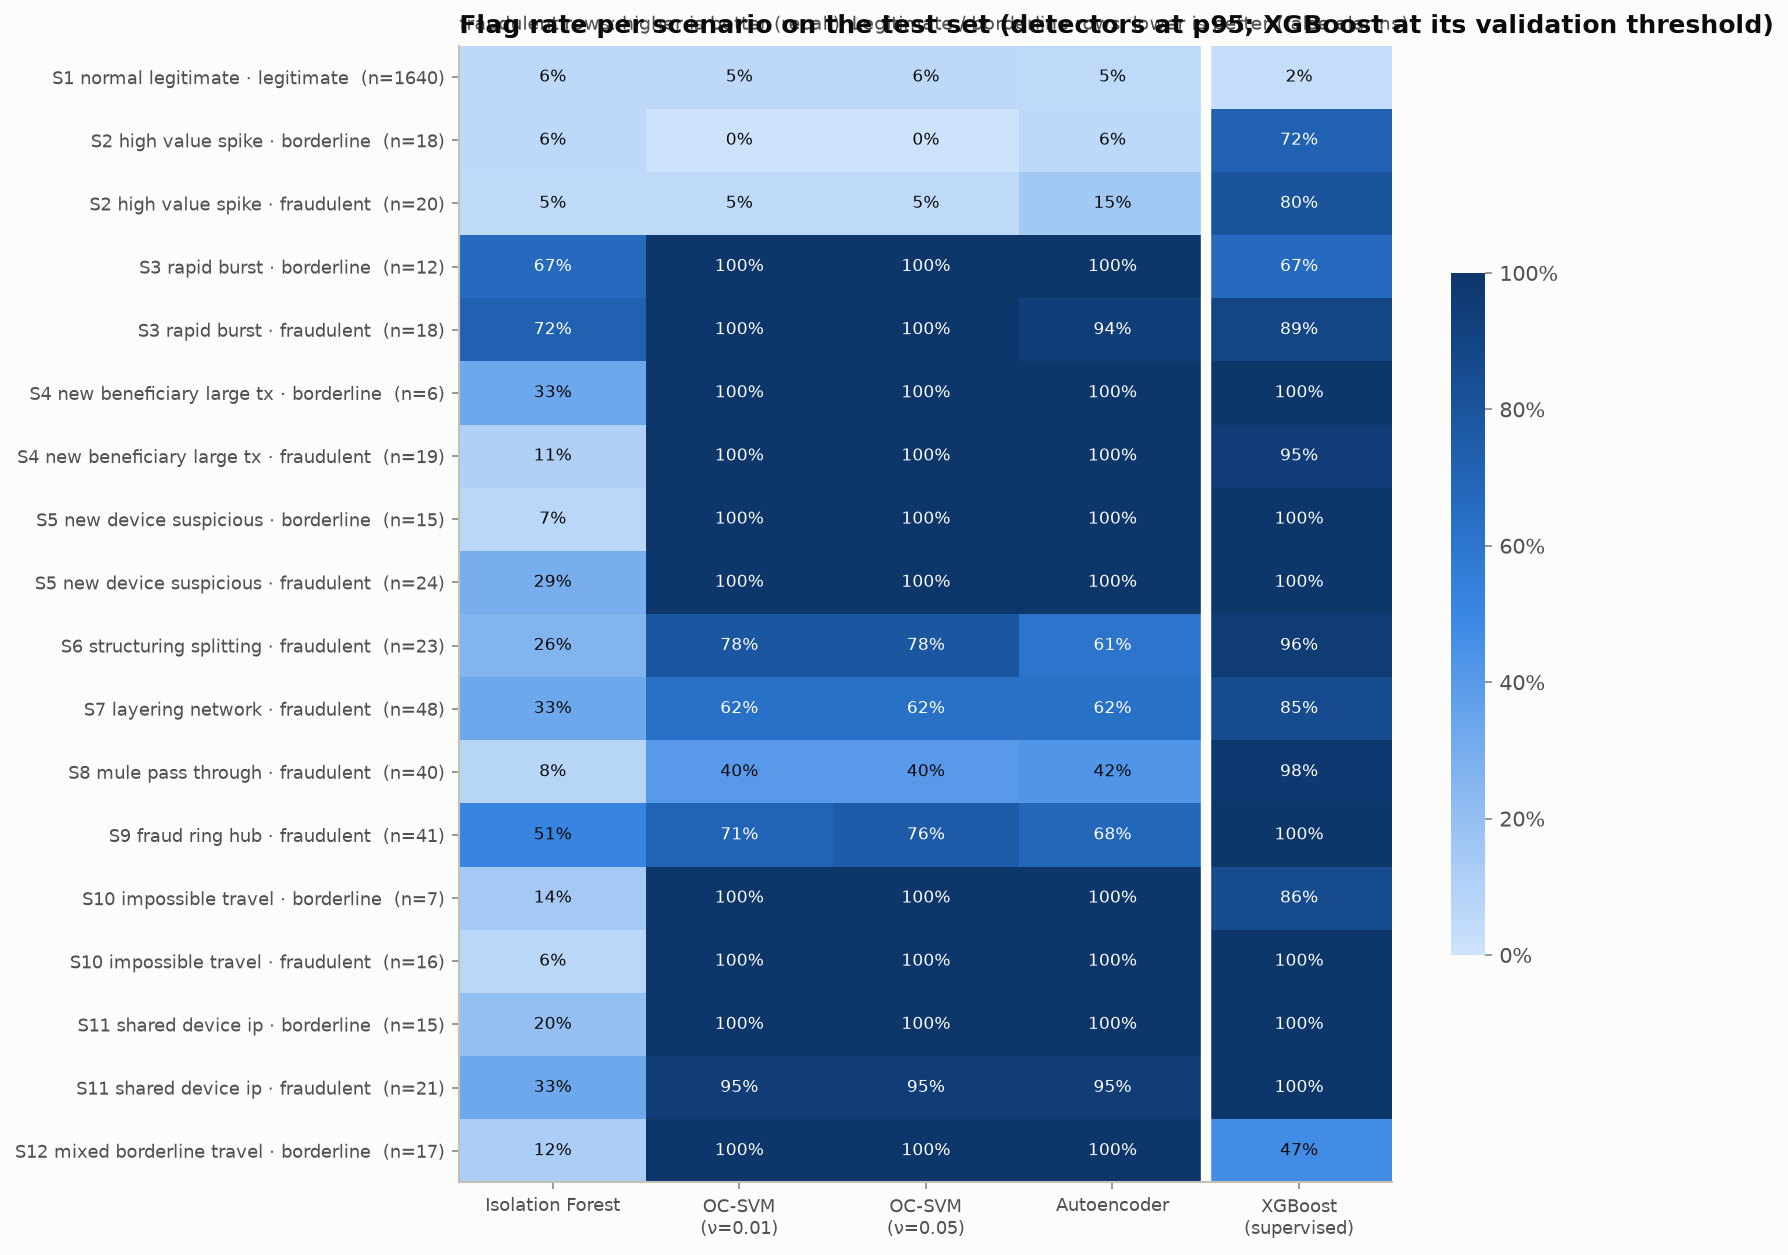 Flag rate per scenario on the test set (detectors at p95, XGBoost at its validation threshold)
S1 normal legitimate · legitimate (n=1640) 6% 5% 6% 5% 2%
S2 high value spike · borderline (n=18) 6% 0% 0% 6% 72%
S2 high value spike · fraudulent (n=20) 5% 5% 5% 15% 80%
S3 rapid burst · borderline (n=12) 67% 100% 100% 100% 67%
100%
S3 rapid burst · fraudulent (n=18) 72% 100% 100% 94% 89%
S4 new beneficiary large tx · borderline (n=6) 33% 100% 100% 100% 100%
80%
S4 new beneficiary large tx · fraudulent (n=19) 11% 100% 100% 100% 95%
S5 new device suspicious · borderline (n=15) 7% 100% 100% 100% 100%
60%
S5 new device suspicious · fraudulent (n=24) 29% 100% 100% 100% 100%
S6 structuring splitting · fraudulent (n=23) 26% 78% 78% 61% 96%
40%
S7 layering network · fraudulent (n=48) 33% 62% 62% 62% 85%
S8 mule pass through · fraudulent (n=40) 8% 40% 40% 42% 98%
20%
S9 fraud ring hub · fraudulent (n=41) 51% 71% 76% 68% 100%
S10 impossible travel · borderline (n=7) 14% 100% 100% 100% 86%
0%
S10 impossible travel · fraudulent (n=16) 6% 100% 100% 100% 100%
S11 shared device ip · borderline (n=15) 20% 100% 100% 100% 100%
S11 shared device ip · fraudulent (n=21) 33% 95% 95% 95% 100%
S12 mixed borderline travel · borderline (n=17) 12% 100% 100% 100% 47%
Isolation Forest OC-SVM OC-SVM Autoencoder XGBoost
(ν=0.01) (ν=0.05) (supervised)